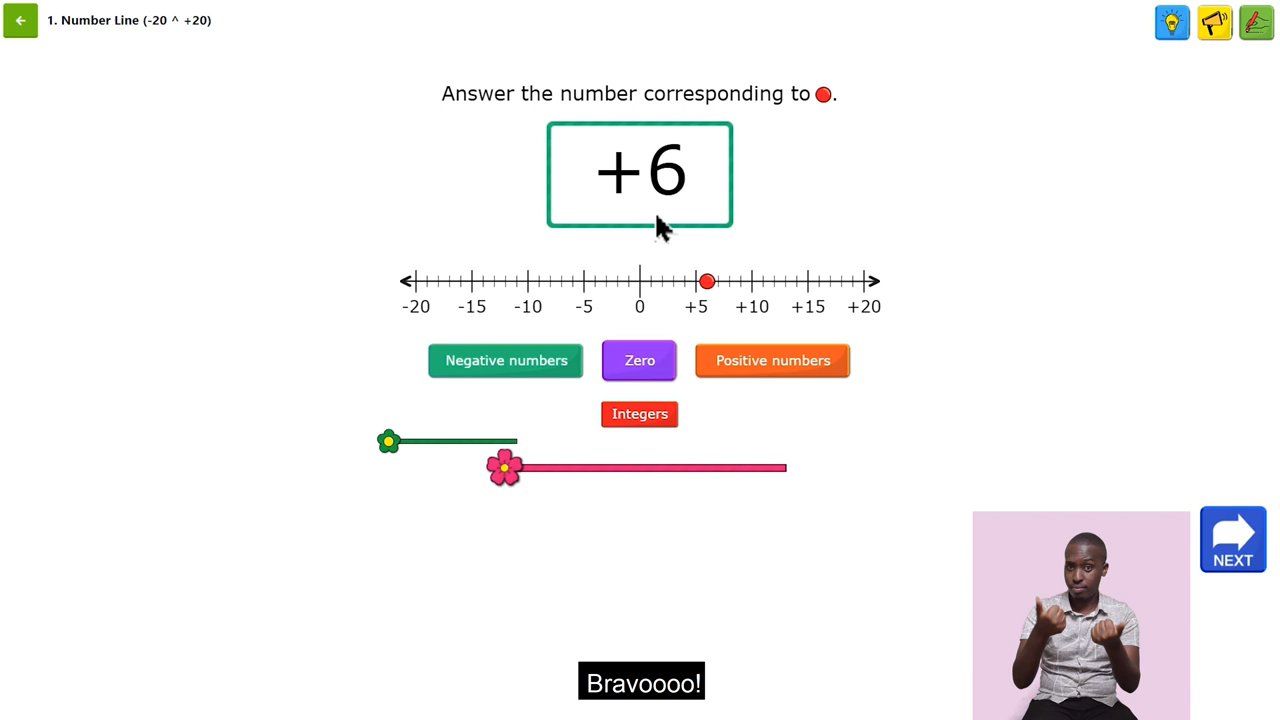 1. Number Line (-20 ^ +20)
Answer the number corresponding to .
+6
-20 -15 -10 -5 0 +5 +10 +15 +20
Negative numbers Zero Positive numbers
Integers
NEXT
Bravoooo!